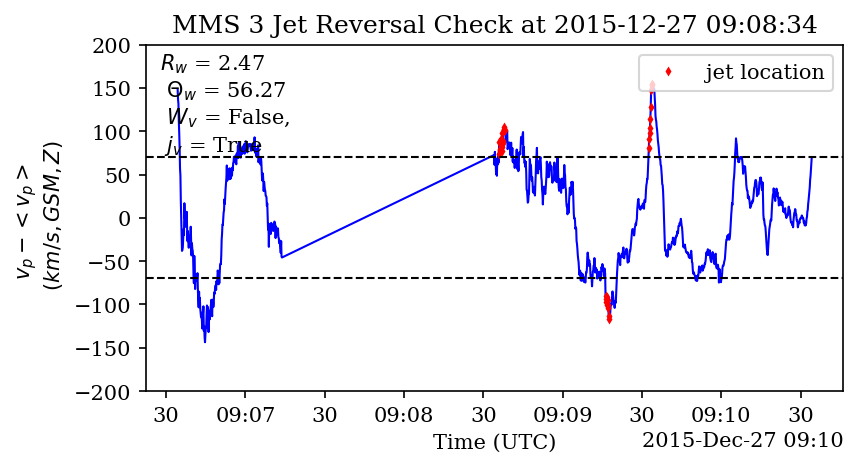 MMS 3 Jet Reversal Check at 2015-12-27 09:08:34
R_w = 2.47
Θ_w = 56.27
W_v = False,
j_v = True
jet location
200
150
100
50
0
−50
−100
−150
−200
v_p − < v_p >
(km/s, GSM, Z)
30 09:07 30 09:08 30 09:09 30 09:10 30
Time (UTC)
2015-Dec-27 09:10